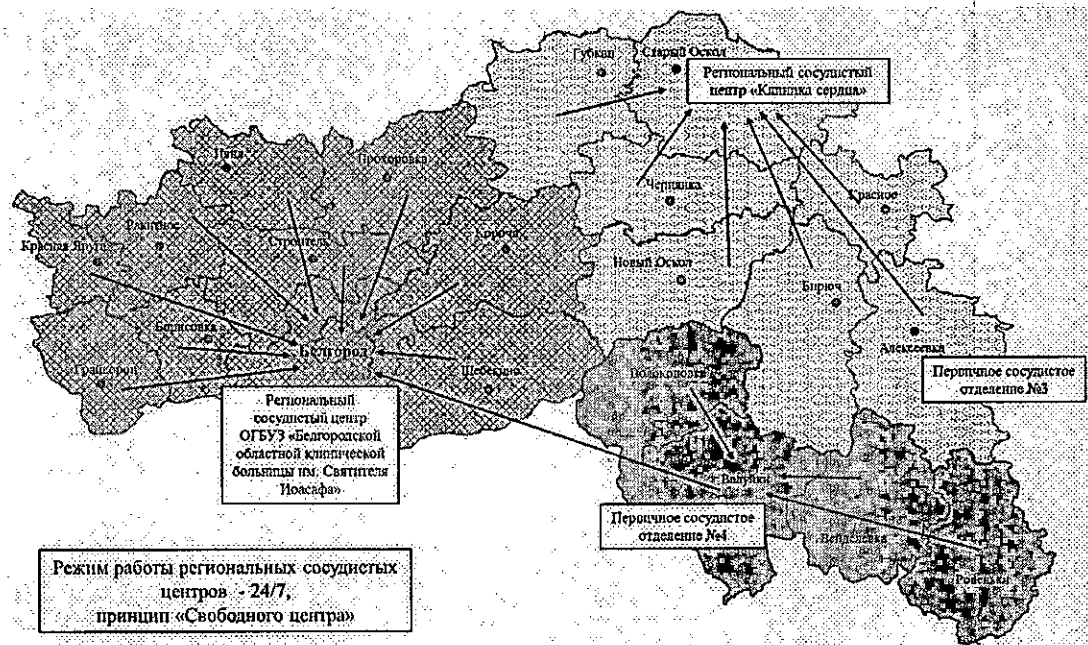 Губкин
Старый Оскол
Региональный сосудистый
центр «Клиника сердца»
Ивня
Прохоровка
Чернянка
Красное
Ракитное
Красная Яруга
Строитель
Короча
Новый Оскол
Бирюч
Борисовка
Белгород
Алексеевка
Грайворон
Шебекино
Волоконовка
Первичное сосудистое
отделение №3
Региональный
сосудистый центр
ОГБУЗ «Белгородской
областной клинической
больницы им. Святителя
Иоасафа»
Валуйки
Первичное сосудистое
отделение №4
Вейделевка
Ровеньки
Режим работы региональных сосудистых
центров - 24/7,
принцип «Свободного центра»